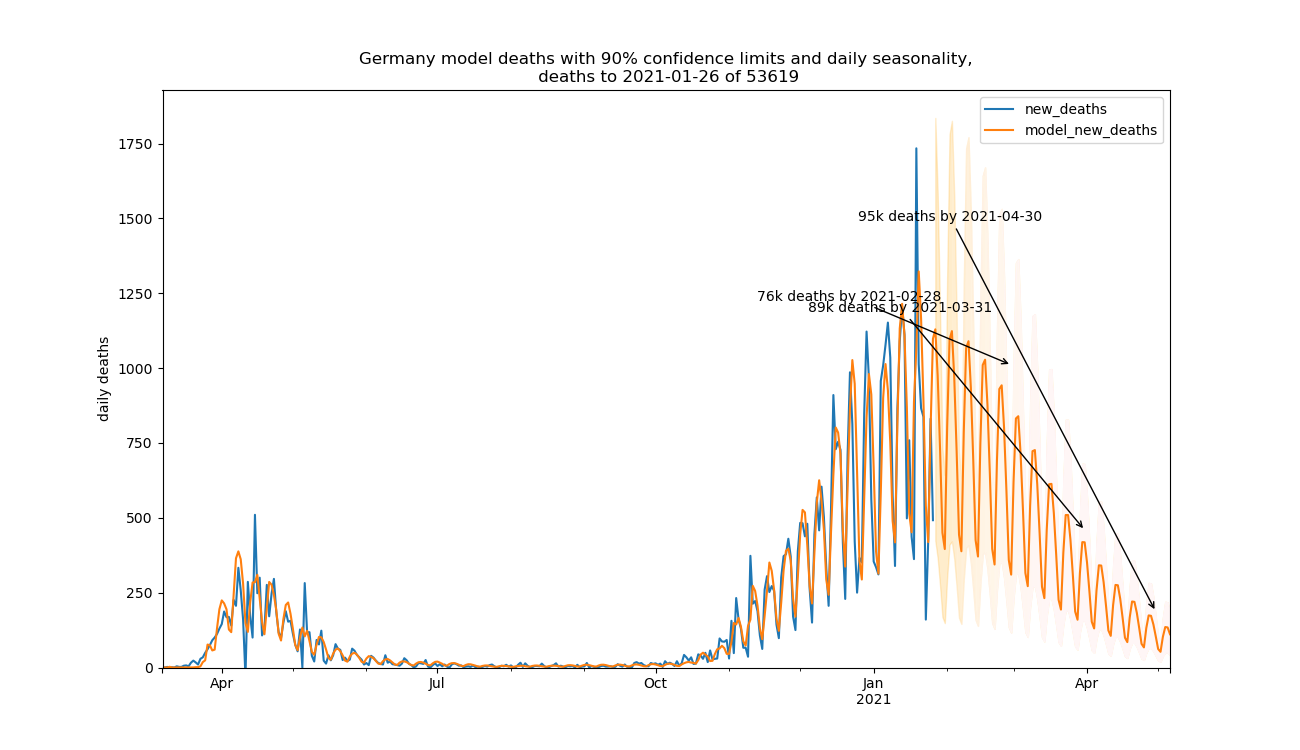 Germany model deaths with 90% confidence limits and daily seasonality,
deaths to 2021-01-26 of 53619
new_deaths
model_new_deaths
daily deaths
1750
1500
1250
1000
750
500
250
0
95k deaths by 2021-04-30
76k deaths by 2021-02-28
89k deaths by 2021-03-31
Apr
Jul
Oct
Jan
2021
Apr